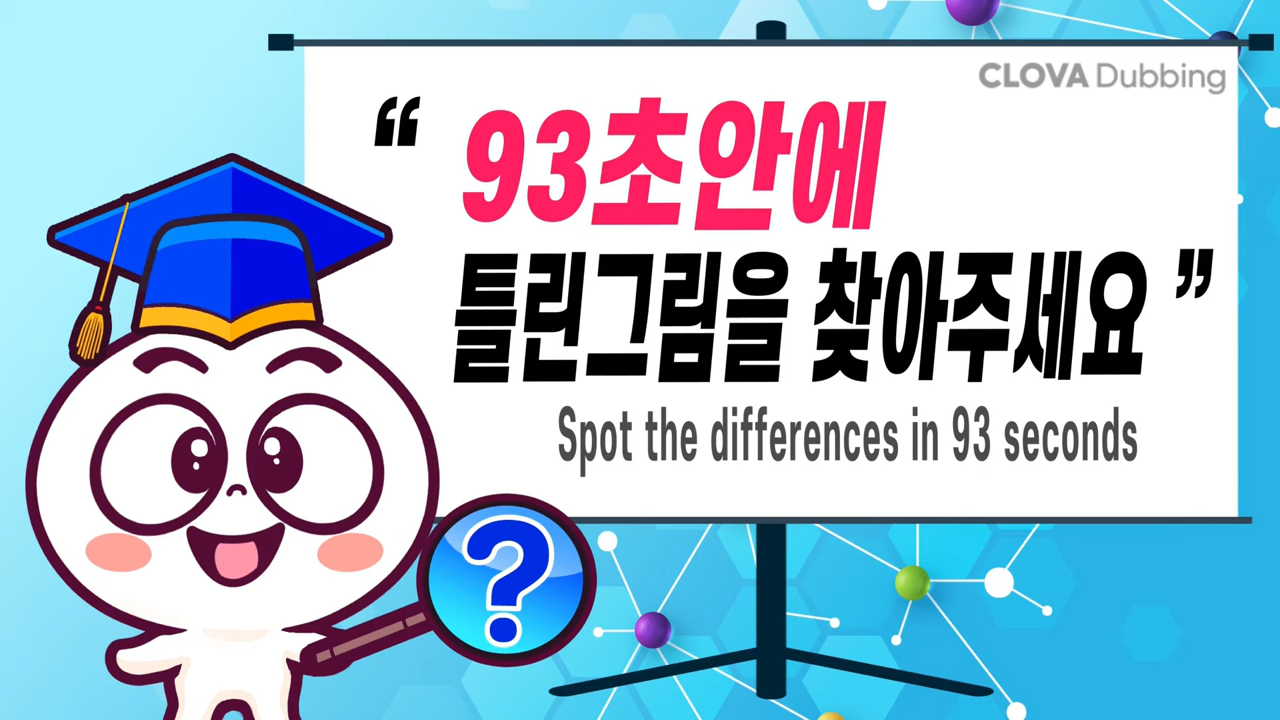 CLOVA Dubbing
“ 93초안에
틀린그림을 찾아주세요 ”
Spot the differences in 93 seconds
?